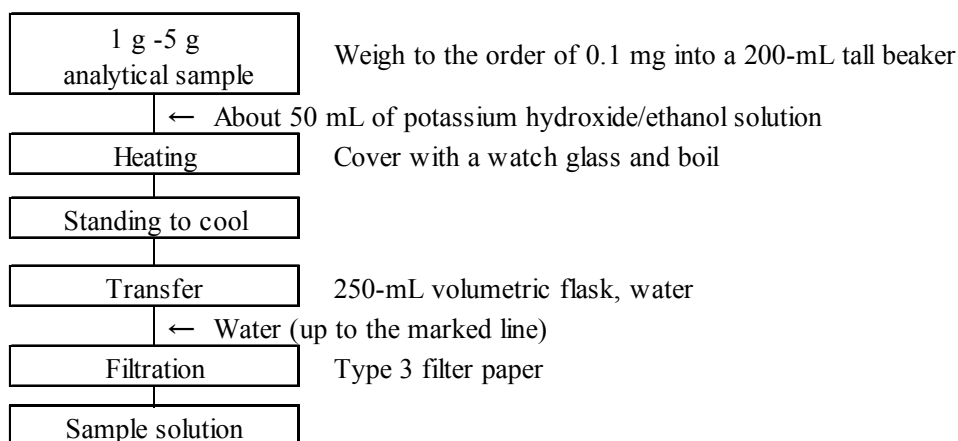 1 g -5 g
analytical sample
Weigh to the order of 0.1 mg into a 200-mL tall beaker
← About 50 mL of potassium hydroxide/ethanol solution
Heating
Cover with a watch glass and boil
Standing to cool
Transfer
250-mL volumetric flask, water
← Water (up to the marked line)
Filtration
Type 3 filter paper
Sample solution